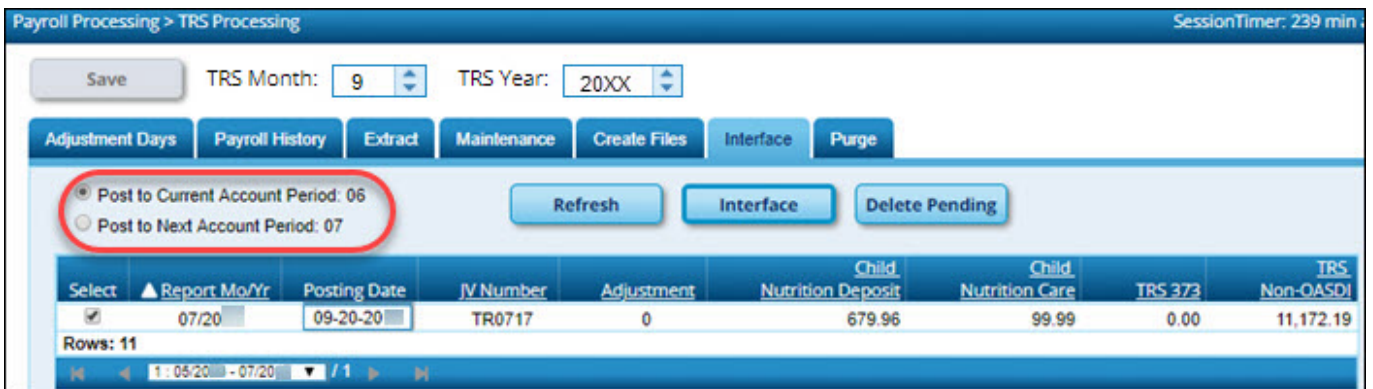 Payroll Processing > TRS Processing SessionTimer: 239 min
Save TRS Month: 9 TRS Year: 20XX
Adjustment Days Payroll History Extract Maintenance Create Files Interface Purge
Post to Current Account Period: 06
Refresh Interface Delete Pending
Post to Next Account Period: 07
Select ▲ Report Mo/Yr Posting Date JV Number Adjustment Child Nutrition Deposit Child Nutrition Care TRS 373 TRS Non-OASDI
07/20 09-20-20 TR0717 0 679.96 99.99 0.00 11,172.19
Rows: 11
1 : 05/20 - 07/20 ▼ / 1